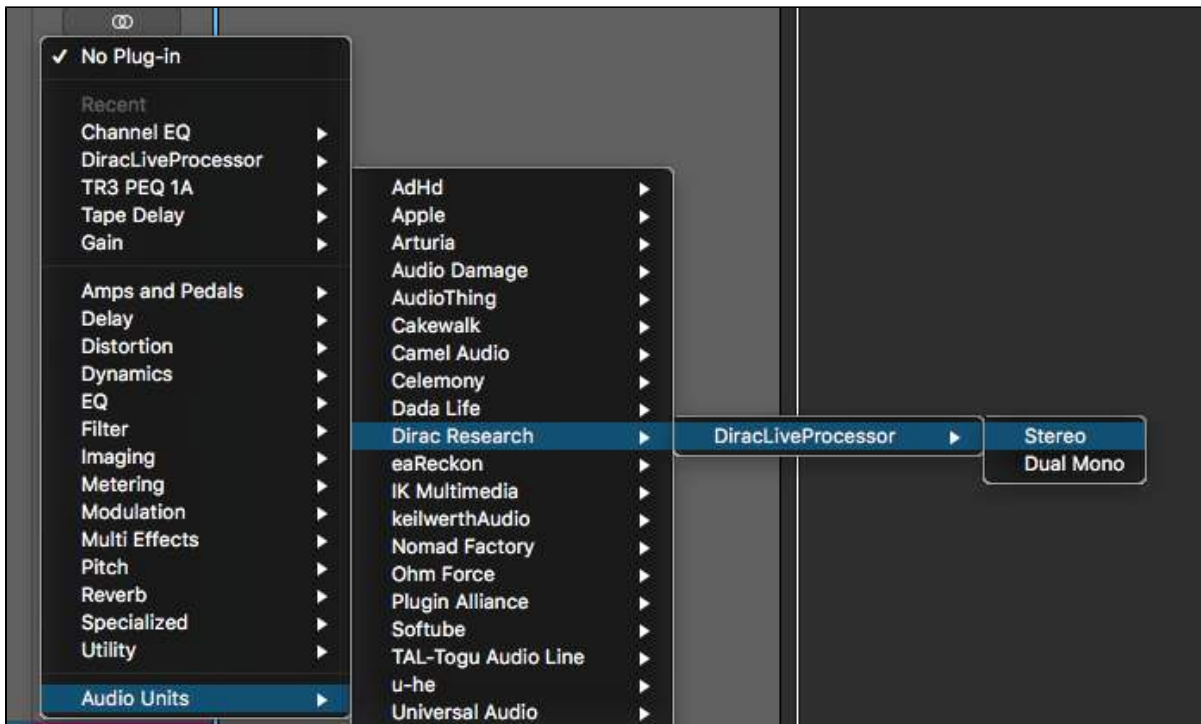 ✓ No Plug-in
Recent
Channel EQ
DiracLiveProcessor
TR3 PEQ 1A
Tape Delay
Gain
Amps and Pedals
Delay
Distortion
Dynamics
EQ
Filter
Imaging
Metering
Modulation
Multi Effects
Pitch
Reverb
Specialized
Utility
Audio Units
AdHd
Apple
Arturia
Audio Damage
AudioThing
Cakewalk
Camel Audio
Celemony
Dada Life
Dirac Research
eaReckon
IK Multimedia
keilwerthAudio
Nomad Factory
Ohm Force
Plugin Alliance
Softube
TAL-Togu Audio Line
u-he
Universal Audio
DiracLiveProcessor
Stereo
Dual Mono